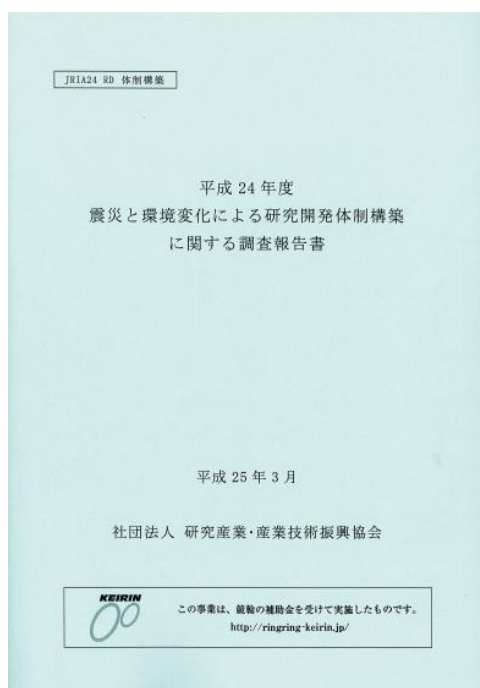 JRIA24 RD 体制構築
平成 24 年度
震災と環境変化による研究開発体制構築
に関する調査報告書
平成 25 年 3 月
社団法人 研究産業・産業技術振興協会
KEIRIN
この事業は、競輪の補助金を受けて実施したものです。
http://ringring-keirin.jp/